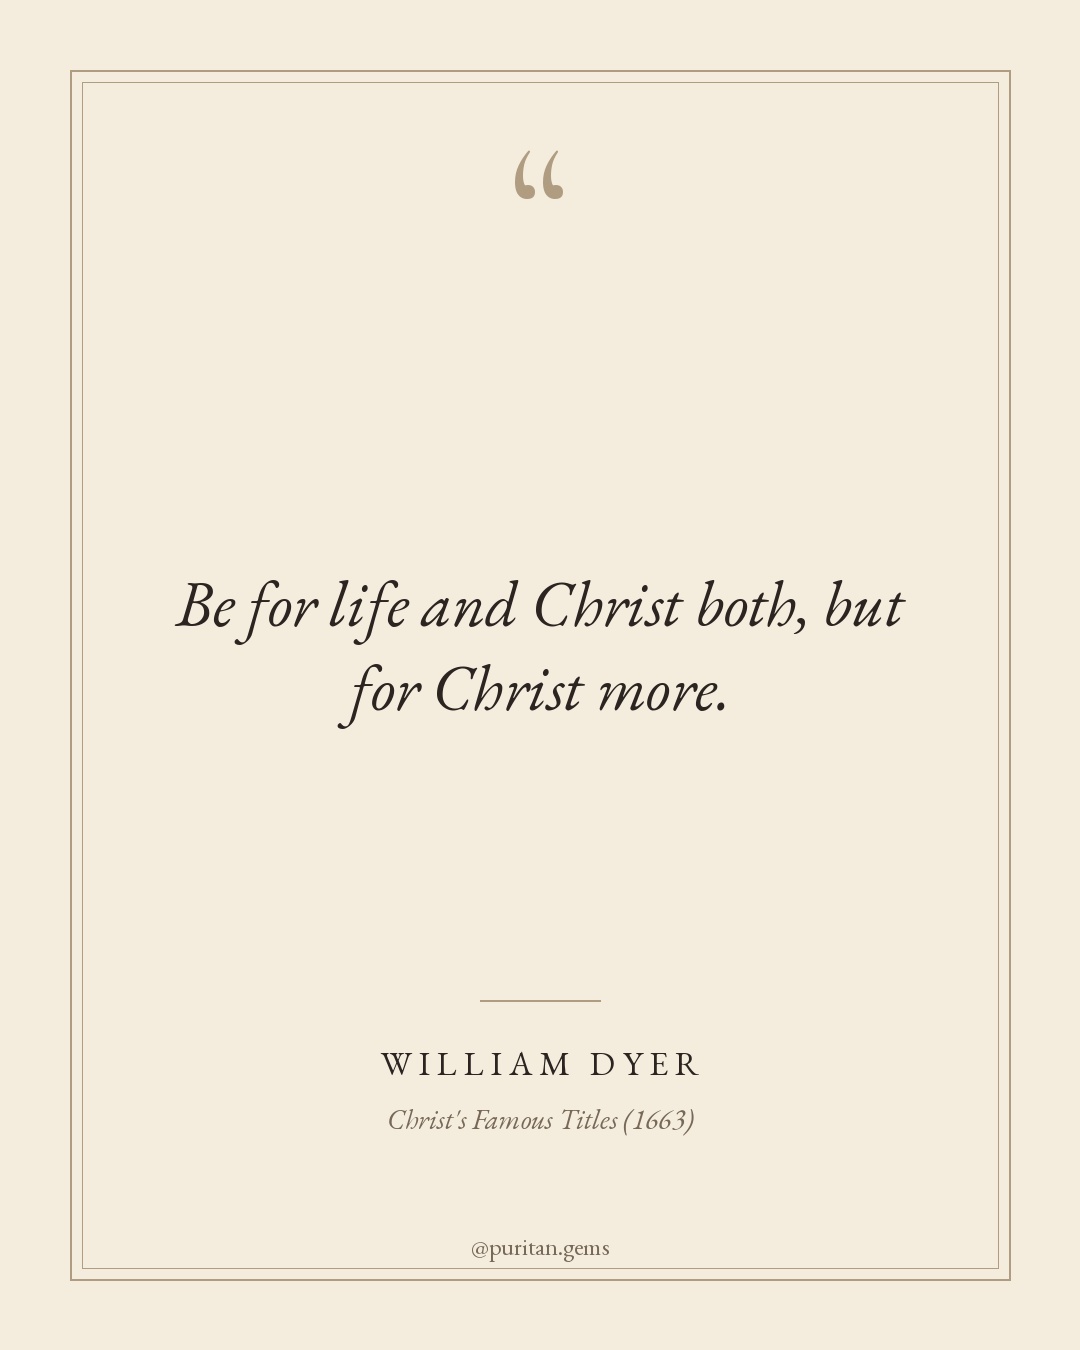 “
Be for life and Christ both, but
for Christ more.
WILLIAM DYER
Christ's Famous Titles (1663)
@puritan.gems